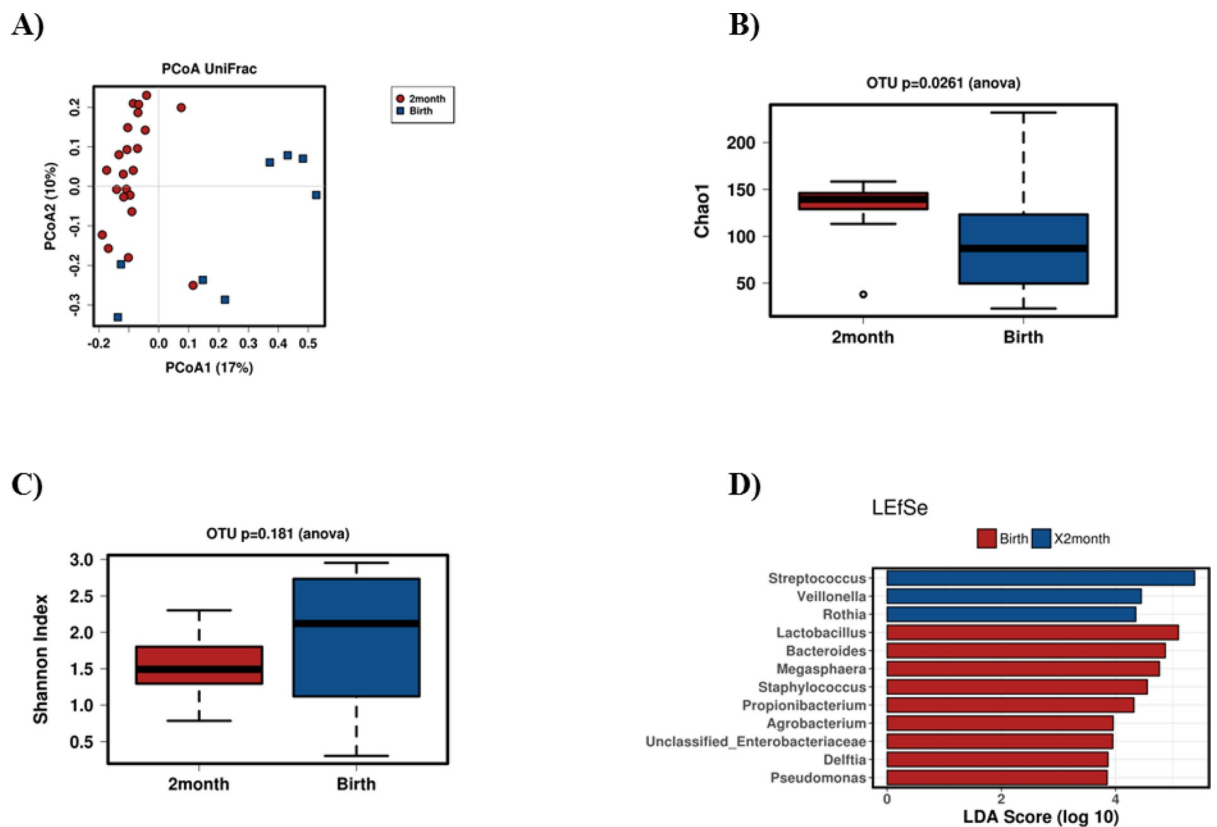 A)
PCoA UniFrac
2month
Birth
PCoA2 (10%)
0.2
0.1
0.0
-0.1
-0.2
-0.3
-0.2 -0.1 0.0 0.1 0.2 0.3 0.4 0.5
PCoA1 (17%)
B)
OTU p=0.0261 (anova)
Chao1
200
150
100
50
2month Birth
C)
OTU p=0.181 (anova)
Shannon Index
3.0
2.5
2.0
1.5
1.0
0.5
2month Birth
D)
LEfSe
Birth X2month
Streptococcus
Veillonella
Rothia
Lactobacillus
Bacteroides
Megasphaera
Staphylococcus
Propionibacterium
Agrobacterium
Unclassified_Enterobacteriaceae
Delftia
Pseudomonas
0 2 4
LDA Score (log 10)